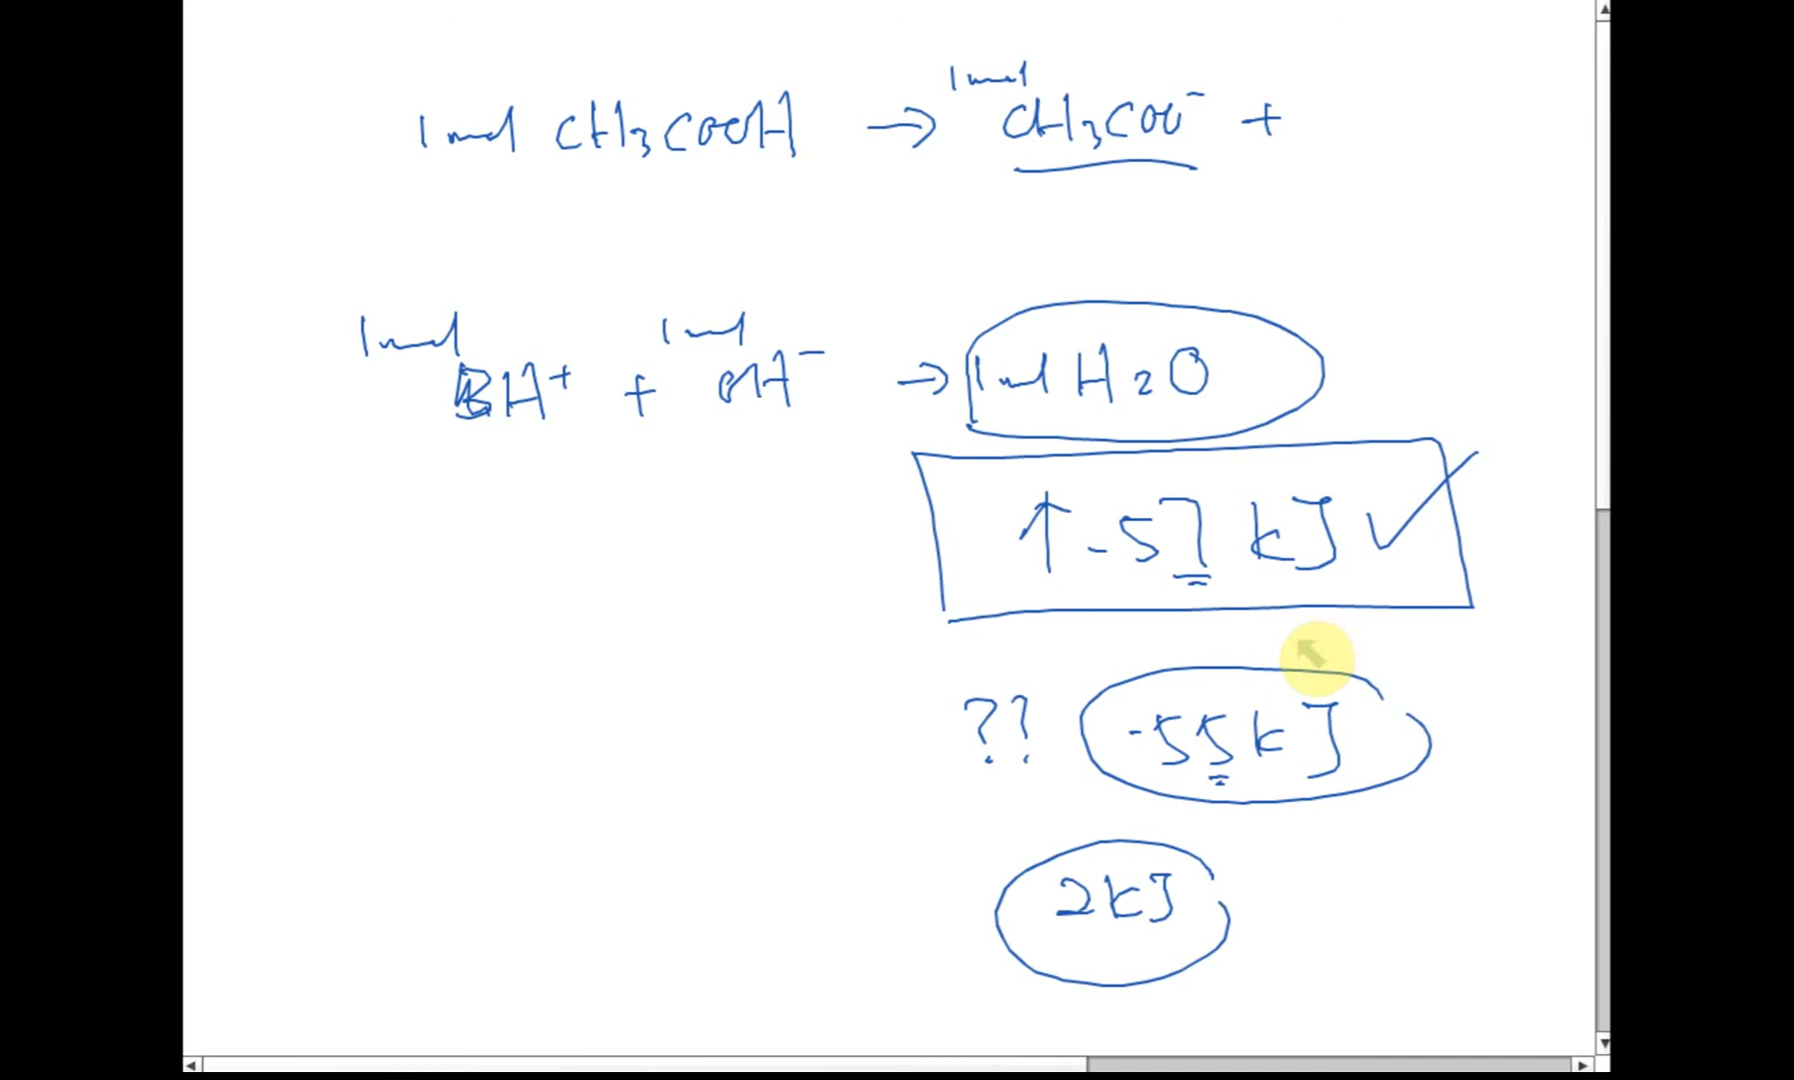 1 mol
1 mol CH3COOH → CH3COO⁻ +
1 mol 1 mol
H⁺ + OH⁻ → 1 mol H2O
↑ -57 kJ ✓
?? -55 kJ
2 kJ